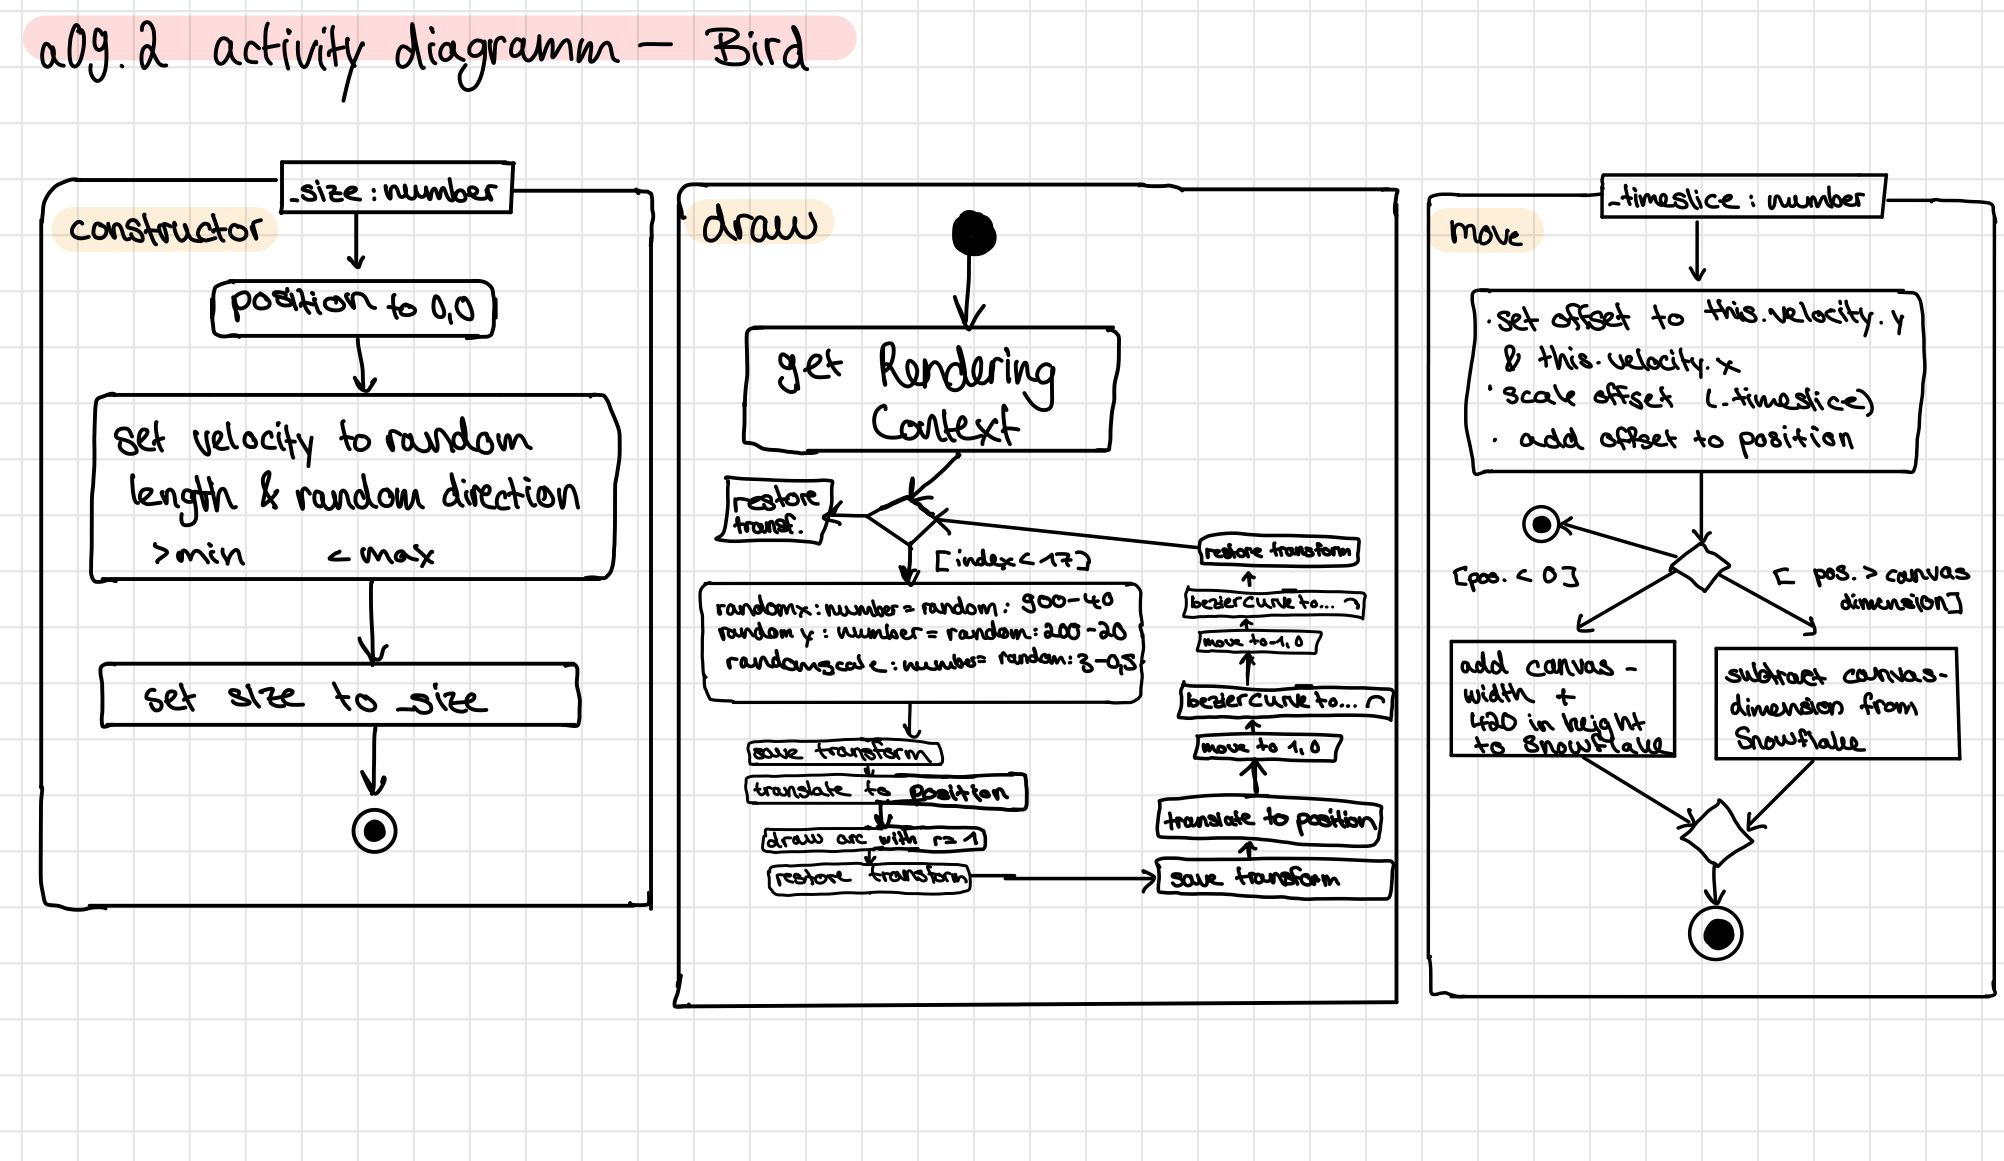 a09.2 activity diagramm – Bird
_size : number
constructor
position to 0,0
set velocity to random
length & random direction
>min <max
set size to _size
draw
get Rendering
Context
restore
transf.
[index<17]
randomx : number = random : 900-40
randomy : number = random : 200-20
randomscale : number = random : 3-0,5
save transform
translate to position
draw arc with r=1
restore transform
save transform
translate to position
move to 1,0
bezierCurve to...
move to -1,0
bezierCurve to...
restore transform
_timeslice : number
move
· set offset to this.velocity.y
& this.velocity.x
· scale offset (_timeslice)
· add offset to position
[pos. < 0]
[ pos. > canvas
dimension]
add canvas -
width +
420 in height
to Snowflake
subtract canvas-
dimension from
Snowflake